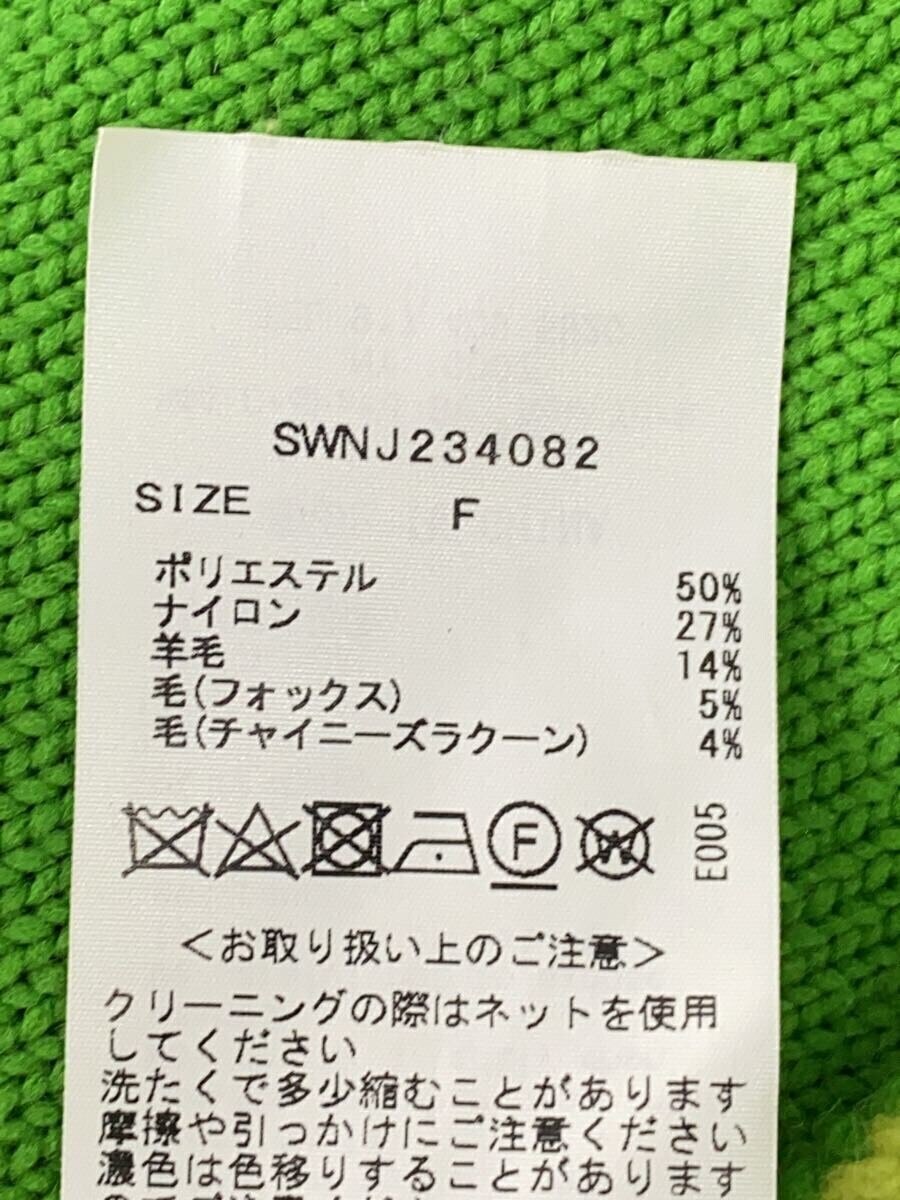 SWNJ234082
SIZE F
ポリエステル 50%
ナイロン 27%
羊毛 14%
毛(フォックス) 5%
毛(チャイニーズラクーン) 4%
F W E005
<お取り扱い上のご注意>
クリーニングの際はネットを使用
してください
洗たくで多少縮むことがあります
摩擦や引っかけにご注意ください
濃色は色移りすることがあります